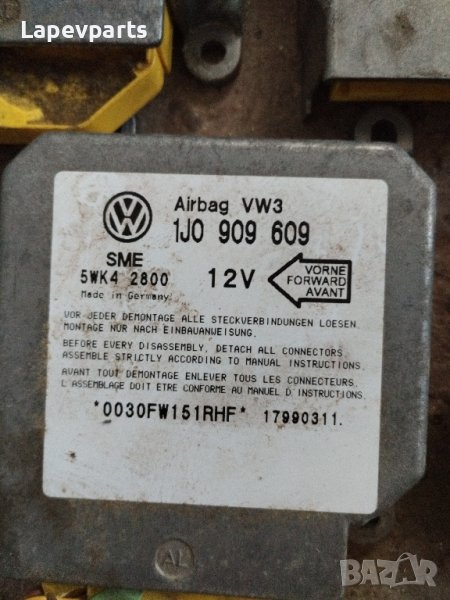 Lapevparts
Airbag VW3
1J0 909 609
SME
5WK4 2800
Made in Germany
12V
VORNE
FORWARD
AVANT
VOR JEDER DEMONTAGE ALLE STECKVERBINDUNGEN LOESEN.
MONTAGE NUR NACH EINBAUANWEISUNG.
BEFORE EVERY DISASSEMBLY, DETACH ALL CONNECTORS.
ASSEMBLE STRICTLY ACCORDING TO MANUAL INSTRUCTIONS.
AVANT TOUT DEMONTAGE ENLEVER TOUS LES CONNECTEURS.
L'ASSEMBLAGE DOIT ETRE CONFORME AU MANUEL D'INSTRUCTIONS.
*0030FW151RHF* 17990311.
AL
BAZAR